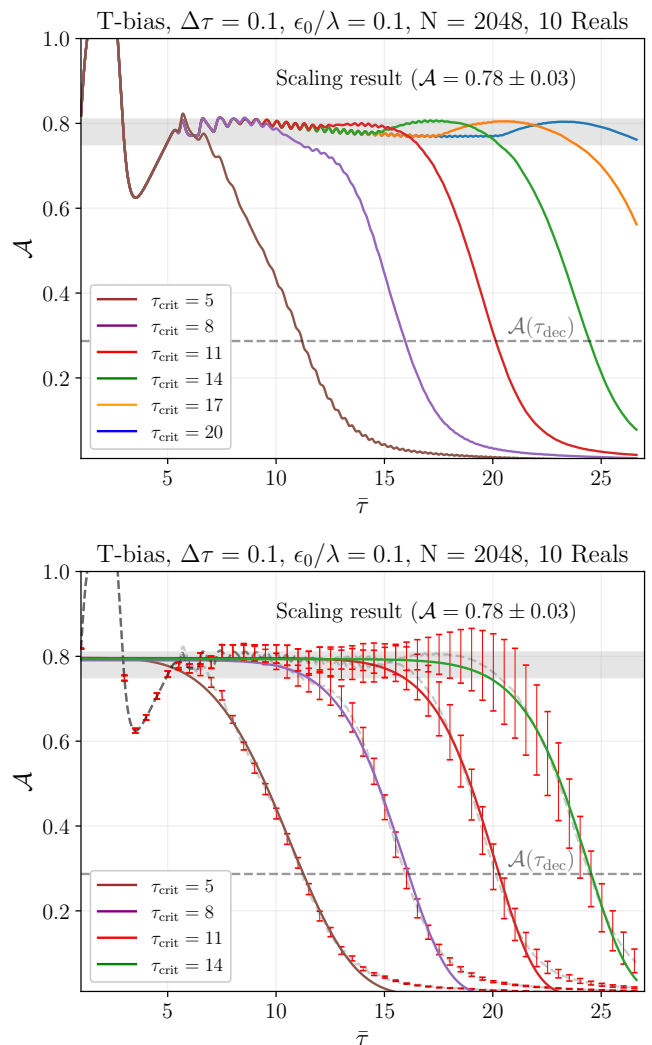 T-bias, Δτ = 0.1, ϵ₀/λ = 0.1, N = 2048, 10 Reals
Scaling result (𝒜 = 0.78 ± 0.03)
1.0
0.8
0.6
0.4
0.2
𝒜
𝒜(τ_dec)
τ_crit = 5
τ_crit = 8
τ_crit = 11
τ_crit = 14
τ_crit = 17
τ_crit = 20
5 10 15 20 25
τ̄
T-bias, Δτ = 0.1, ϵ₀/λ = 0.1, N = 2048, 10 Reals
Scaling result (𝒜 = 0.78 ± 0.03)
1.0
0.8
0.6
0.4
0.2
𝒜
𝒜(τ_dec)
τ_crit = 5
τ_crit = 8
τ_crit = 11
τ_crit = 14
5 10 15 20 25
τ̄